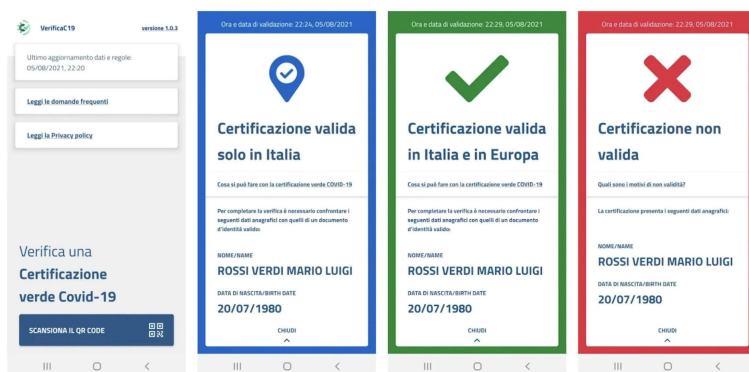 VerificaC19
versione 1.0.3
Ultimo aggiornamento dati e regole:
05/08/2021, 22:20
Leggi le domande frequenti
Leggi la Privacy policy
Verifica una
Certificazione
verde Covid-19
SCANSIONA IL QR CODE
Ora e data di validazione: 22:24, 05/08/2021
Certificazione valida
solo in Italia
Cosa si può fare con la certificazione verde COVID-19
Per completare la verifica è necessario confrontare i
seguenti dati anagrafici con quelli di un documento
d'identità valido:
NOME/NAME
ROSSI VERDI MARIO LUIGI
DATA DI NASCITA/BIRTH DATE
20/07/1980
CHIUDI
Ora e data di validazione: 22:29, 05/08/2021
Certificazione valida
in Italia e in Europa
Cosa si può fare con la certificazione verde COVID-19
Per completare la verifica è necessario confrontare i
seguenti dati anagrafici con quelli di un documento
d'identità valido:
NOME/NAME
ROSSI VERDI MARIO LUIGI
DATA DI NASCITA/BIRTH DATE
20/07/1980
CHIUDI
Ora e data di validazione: 22:29, 05/08/2021
Certificazione non
valida
Quali sono i motivi di non validità?
La certificazione presenta i seguenti dati anagrafici:
NOME/NAME
ROSSI VERDI MARIO LUIGI
DATA DI NASCITA/BIRTH DATE
20/07/1980
CHIUDI